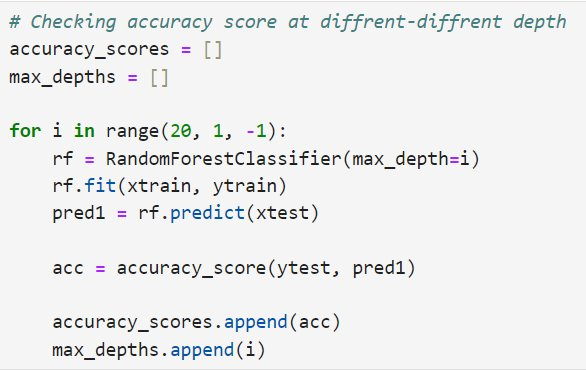 # Checking accuracy score at diffrent-diffrent depth
accuracy_scores = []
max_depths = []
for i in range(20, 1, -1):
    rf = RandomForestClassifier(max_depth=i)
    rf.fit(xtrain, ytrain)
    pred1 = rf.predict(xtest)
    acc = accuracy_score(ytest, pred1)
    accuracy_scores.append(acc)
    max_depths.append(i)